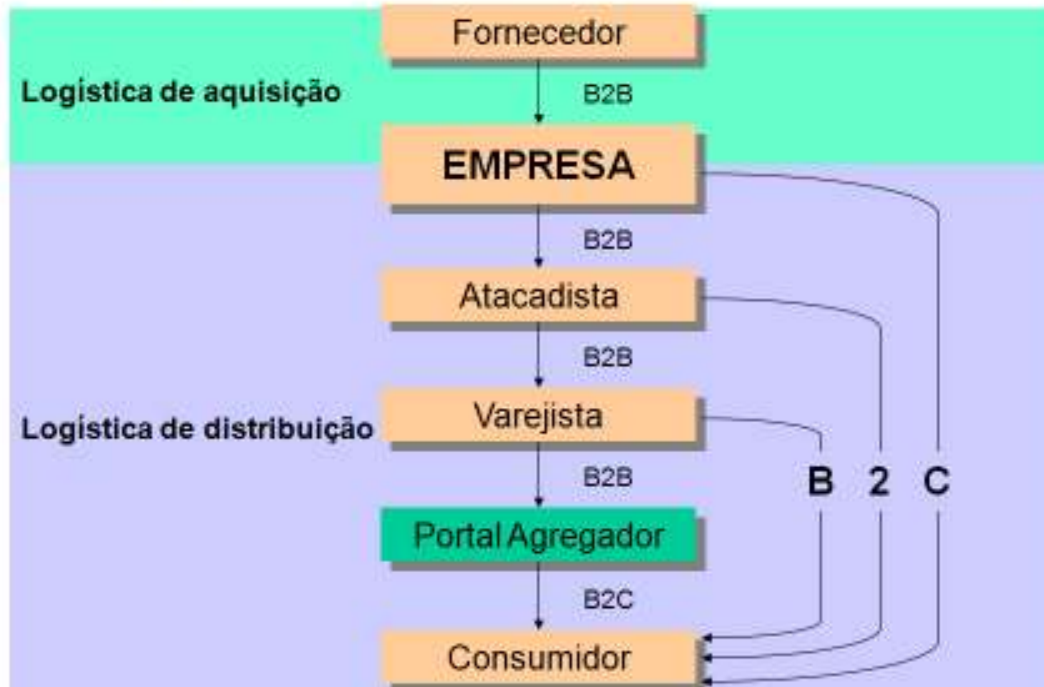 Fornecedor
Logística de aquisição
B2B
EMPRESA
B2B
Atacadista
B2B
Varejista
Logística de distribuição
B2B
B 2 C
Portal Agregador
B2C
Consumidor